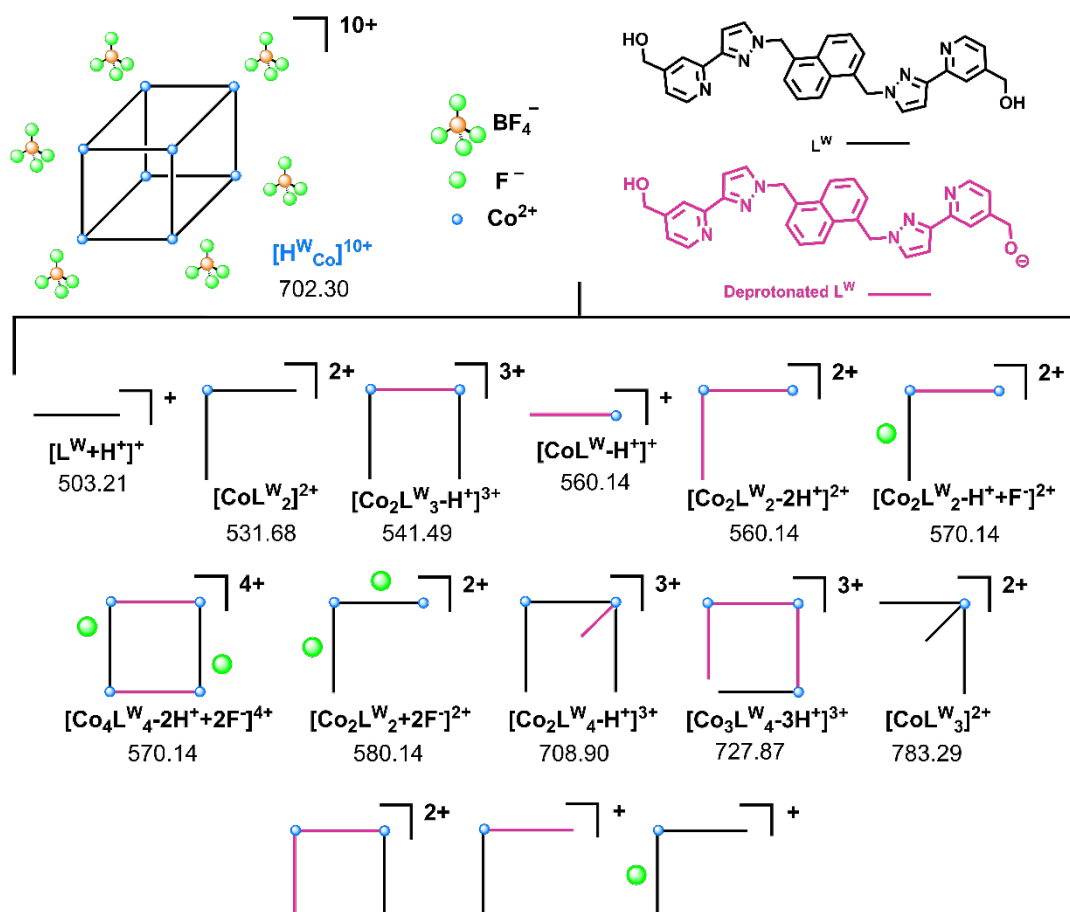 10+
BF₄⁻
F⁻
Co²⁺
[Hᵂ_Co]¹⁰⁺
702.30
HO
N
N
N
N
N
N
OH
Lᵂ
HO
N
N
N
N
N
N
O⊖
Deprotonated Lᵂ
+
[Lᵂ+H⁺]⁺
503.21
2+
[CoLᵂ₂]²⁺
531.68
3+
[Co₂Lᵂ₃-H⁺]³⁺
541.49
+
[CoLᵂ-H⁺]⁺
560.14
2+
[Co₂Lᵂ₂-2H⁺]²⁺
560.14
2+
[Co₂Lᵂ₂-H⁺+F⁻]²⁺
570.14
4+
[Co₄Lᵂ₄-2H⁺+2F⁻]⁴⁺
570.14
2+
[Co₂Lᵂ₂+2F⁻]²⁺
580.14
3+
[Co₂Lᵂ₄-H⁺]³⁺
708.90
3+
[Co₃Lᵂ₄-3H⁺]³⁺
727.87
2+
[CoLᵂ₃]²⁺
783.29
2+
+
+